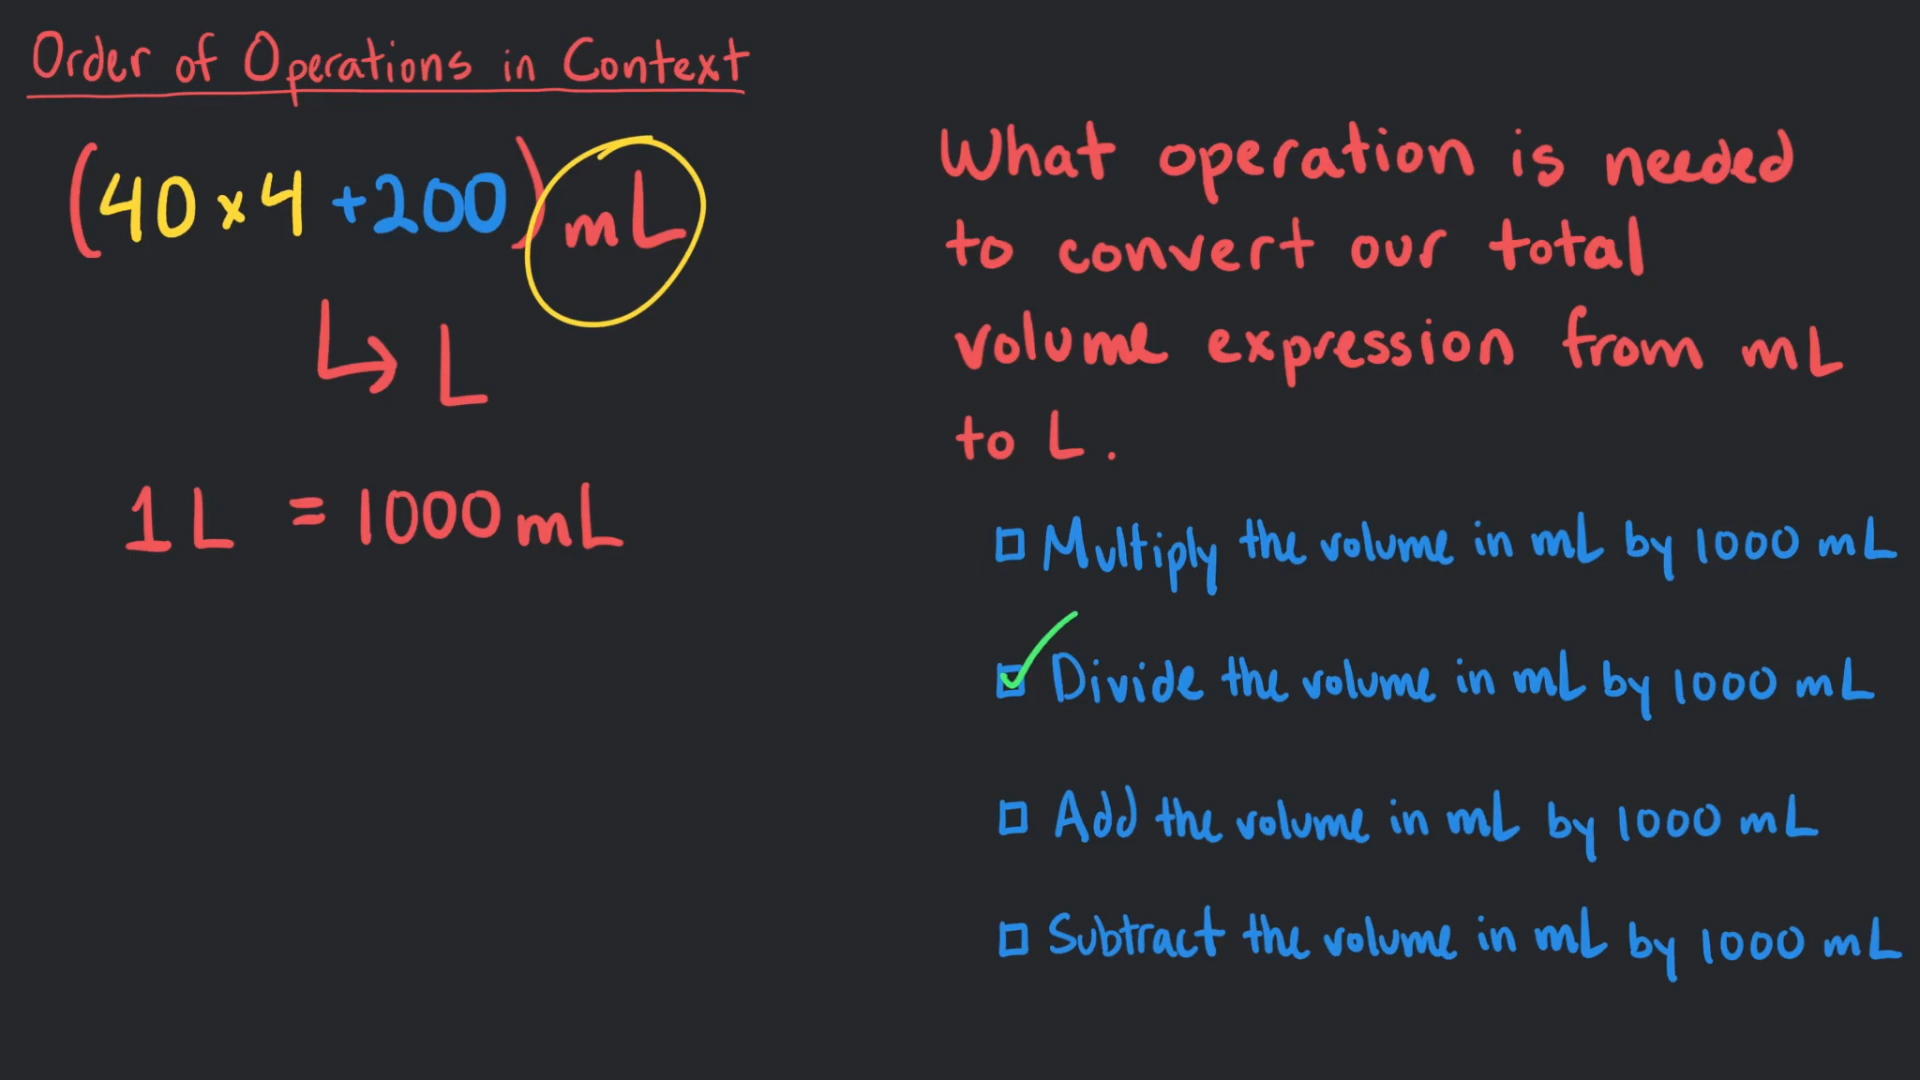 Order of Operations in Context
(40 x 4 + 200) mL
L
1 L = 1000 mL
What operation is needed
to convert our total
volume expression from mL
to L.
Multiply the volume in mL by 1000 mL
Divide the volume in mL by 1000 mL
Add the volume in mL by 1000 mL
Subtract the volume in mL by 1000 mL